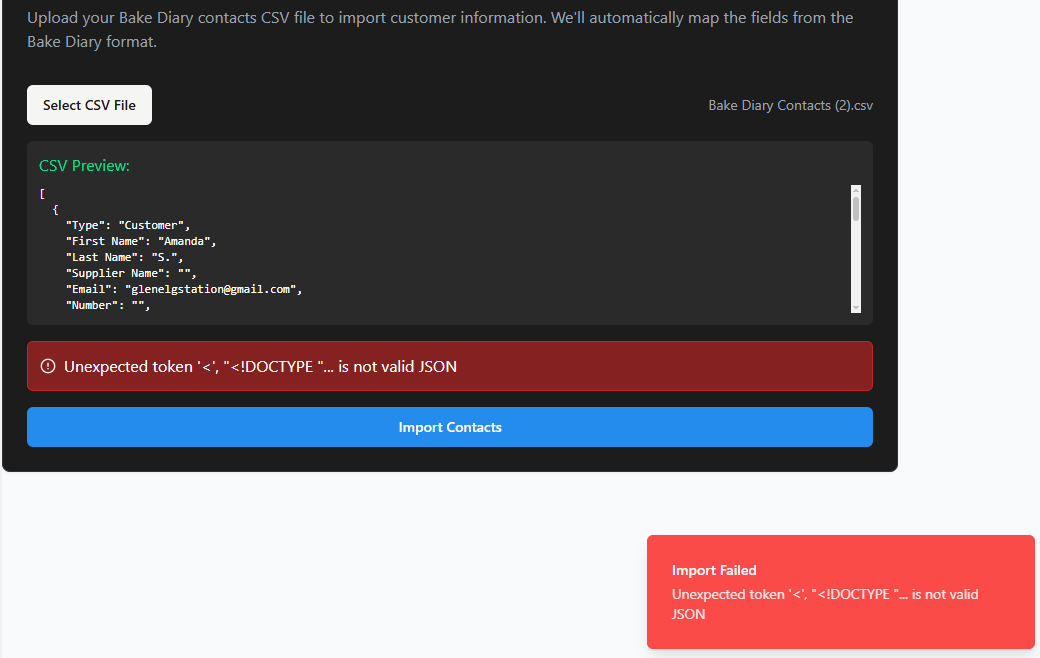 Upload your Bake Diary contacts CSV file to import customer information. We'll automatically map the fields from the
Bake Diary format.
Select CSV File
Bake Diary Contacts (2).csv
CSV Preview:
[
{
"Type": "Customer",
"First Name": "Amanda",
"Last Name": "S.",
"Supplier Name": "",
"Email": "glenelgstation@gmail.com",
"Number": "",
Unexpected token '<', "<!DOCTYPE "... is not valid JSON
Import Contacts
Import Failed
Unexpected token '<', "<!DOCTYPE "... is not valid
JSON